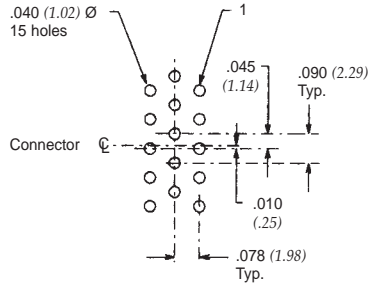 .040 (1.02) Ø
15 holes
1
.045
(1.14)
.090 (2.29)
Typ.
Connector ℄
.010
(.25)
.078 (1.98)
Typ.